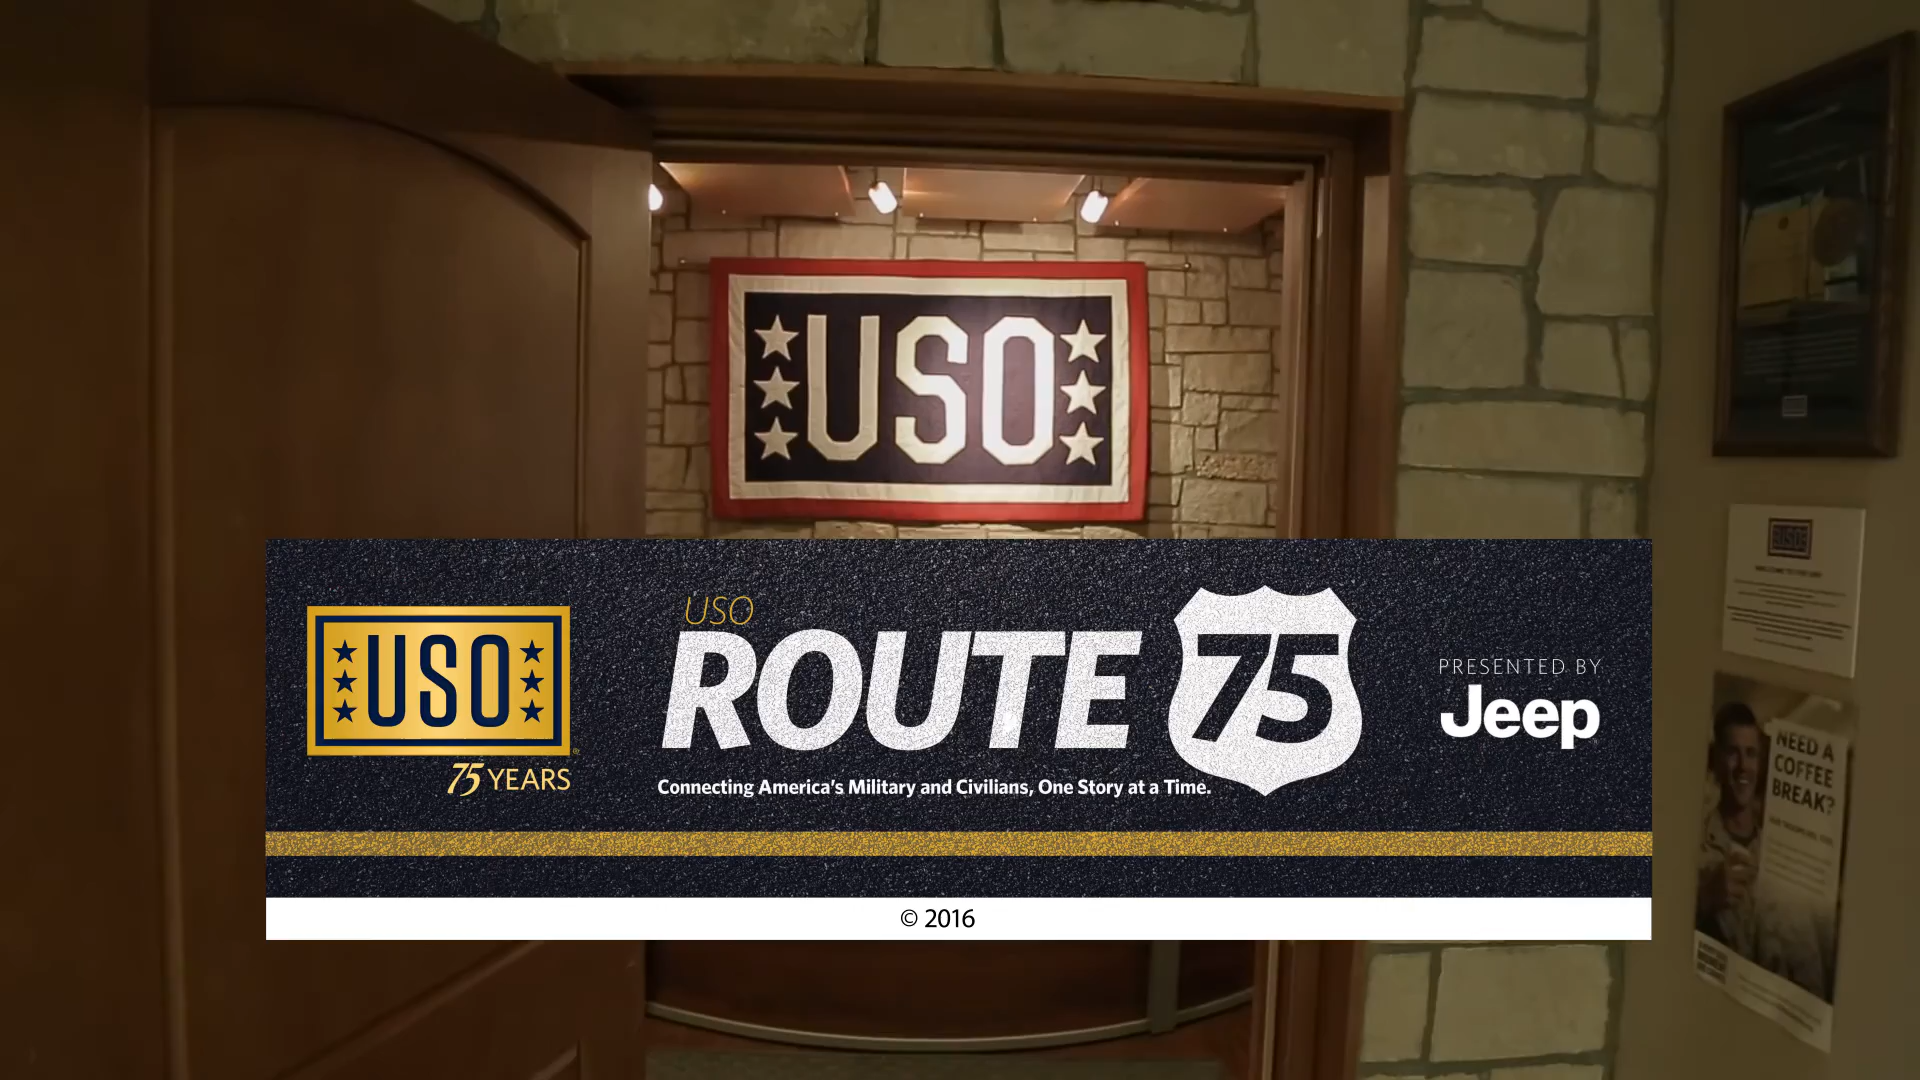 USO
USO
75 YEARS
USO
ROUTE 75
Connecting America's Military and Civilians, One Story at a Time.
PRESENTED BY
Jeep
© 2016
NEED A
COFFEE
BREAK?